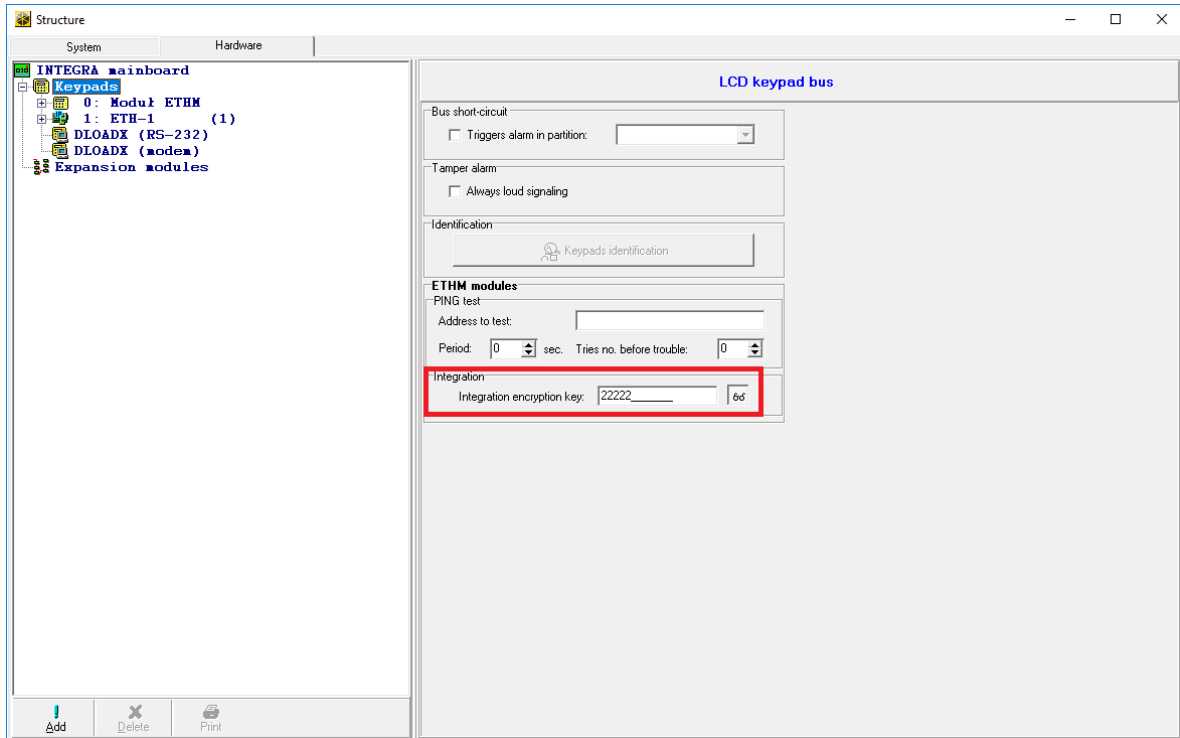 Structure
System Hardware
INTEGRA mainboard
Keypads
0: Moduł ETHM
1: ETH-1 (1)
DLOADX (RS-232)
DLOADX (modem)
Expansion modules
Add Delete Print
LCD keypad bus
Bus short-circuit
Triggers alarm in partition:
Tamper alarm
Always loud signaling
Identification
Keypads identification
ETHM modules
PING test
Address to test:
Period: 0 sec. Tries no. before trouble: 0
Integration
Integration encryption key: 22222_______